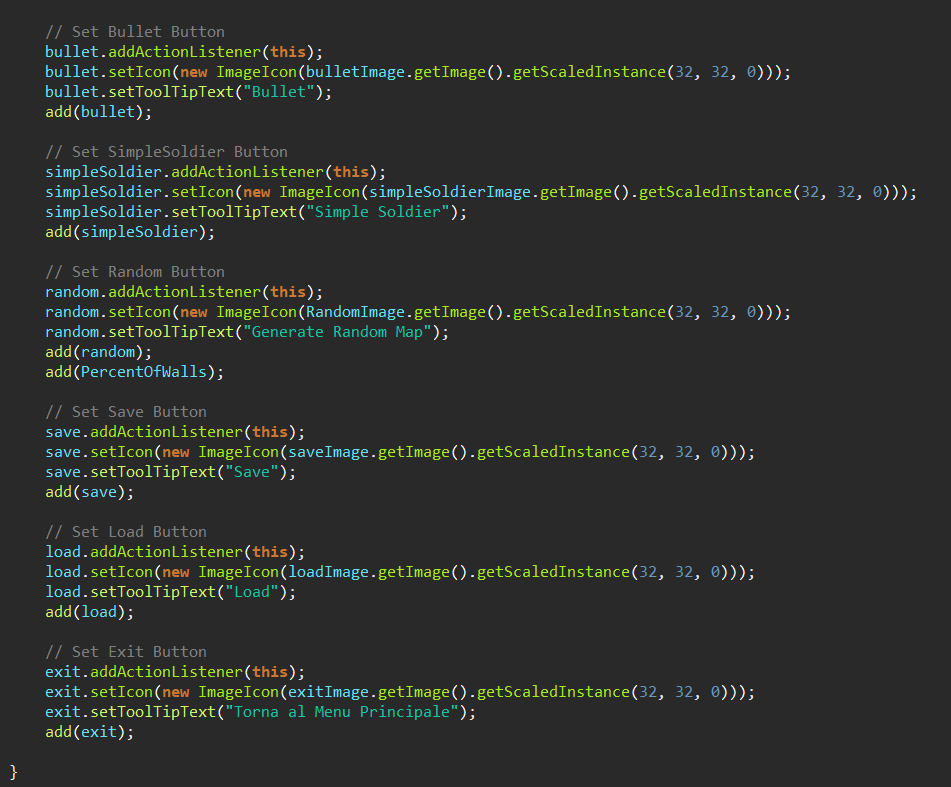 // Set Bullet Button
bullet.addActionListener(this);
bullet.setIcon(new ImageIcon(bulletImage.getImage().getScaledInstance(32, 32, 0)));
bullet.setToolTipText("Bullet");
add(bullet);
// Set SimpleSoldier Button
simpleSoldier.addActionListener(this);
simpleSoldier.setIcon(new ImageIcon(simpleSoldierImage.getImage().getScaledInstance(32, 32, 0)));
simpleSoldier.setToolTipText("Simple Soldier");
add(simpleSoldier);
// Set Random Button
random.addActionListener(this);
random.setIcon(new ImageIcon(RandomImage.getImage().getScaledInstance(32, 32, 0)));
random.setToolTipText("Generate Random Map");
add(random);
add(PercentOfWalls);
// Set Save Button
save.addActionListener(this);
save.setIcon(new ImageIcon(saveImage.getImage().getScaledInstance(32, 32, 0)));
save.setToolTipText("Save");
add(save);
// Set Load Button
load.addActionListener(this);
load.setIcon(new ImageIcon(loadImage.getImage().getScaledInstance(32, 32, 0)));
load.setToolTipText("Load");
add(load);
// Set Exit Button
exit.addActionListener(this);
exit.setIcon(new ImageIcon(exitImage.getImage().getScaledInstance(32, 32, 0)));
exit.setToolTipText("Torna al Menu Principale");
add(exit);
}